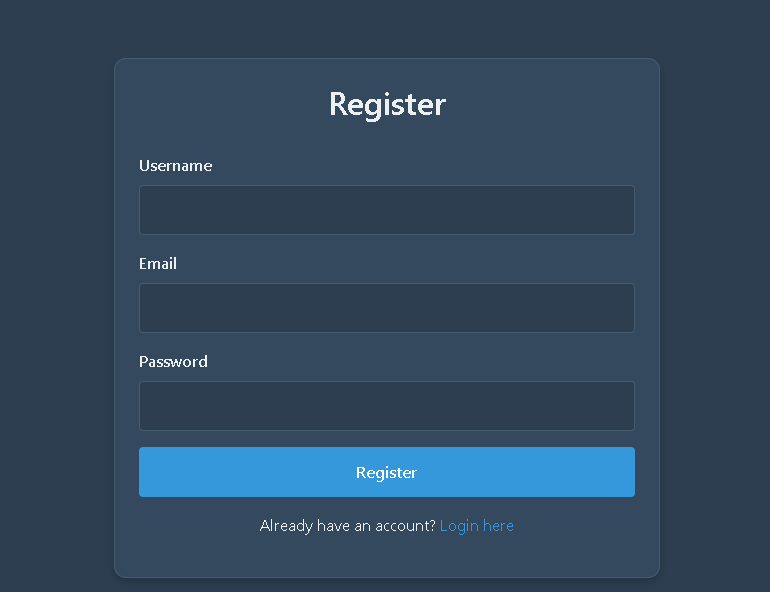 Register
Username
Email
Password
Register
Already have an account? Login here